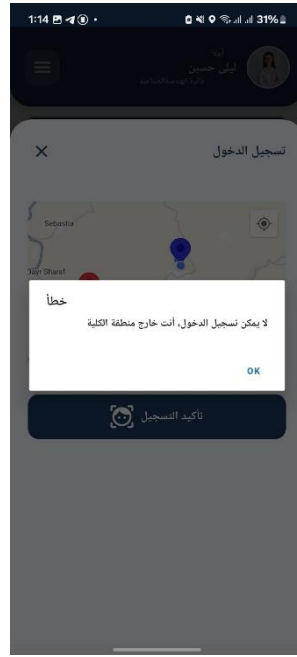 1:14
31%
ليلى حسين
تسجيل الدخول
Sebastia
Dayr Sharaf
خطأ
لا يمكن تسجيل الدخول، أنت خارج منطقة الكلية
OK
تأكيد التسجيل